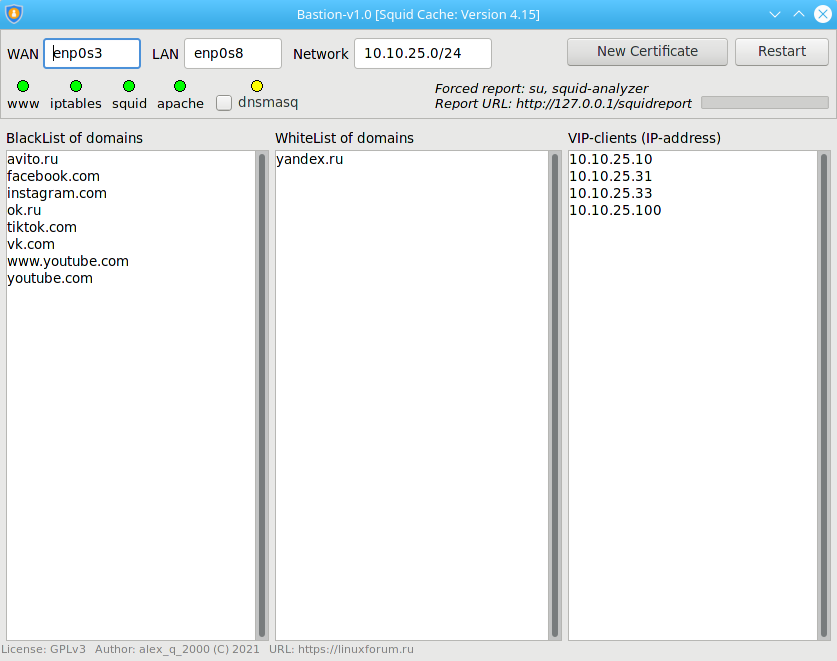 Bastion-v1.0 [Squid Cache: Version 4.15]
WAN enp0s3 LAN enp0s8 Network 10.10.25.0/24 New Certificate Restart
www iptables squid apache dnsmasq
Forced report: su, squid-analyzer
Report URL: http://127.0.0.1/squidreport
BlackList of domains
avito.ru
facebook.com
instagram.com
ok.ru
tiktok.com
vk.com
www.youtube.com
youtube.com
WhiteList of domains
yandex.ru
VIP-clients (IP-address)
10.10.25.10
10.10.25.31
10.10.25.33
10.10.25.100
License: GPLv3 Author: alex_q_2000 (C) 2021 URL: https://linuxforum.ru